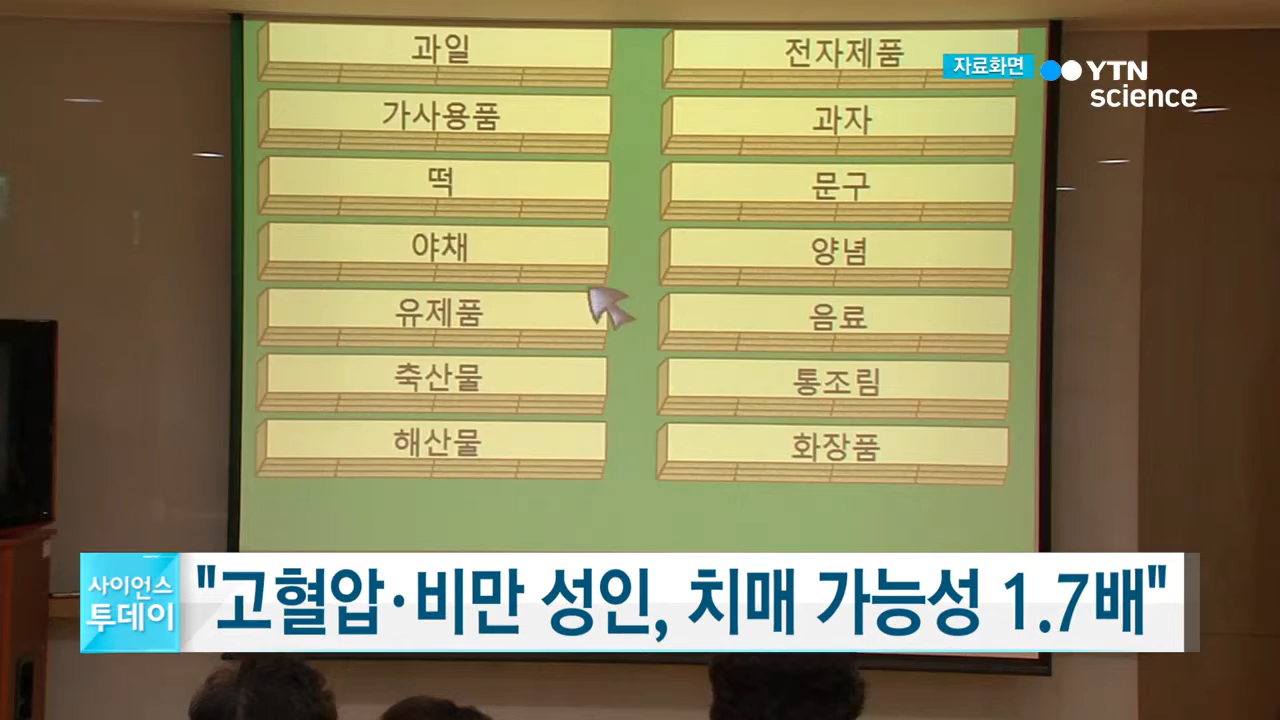 과일
전자제품
자료화면
YTN
science
가사용품
과자
떡
문구
야채
양념
유제품
음료
축산물
통조림
해산물
화장품
사이언스
투데이
"고혈압·비만 성인, 치매 가능성 1.7배"